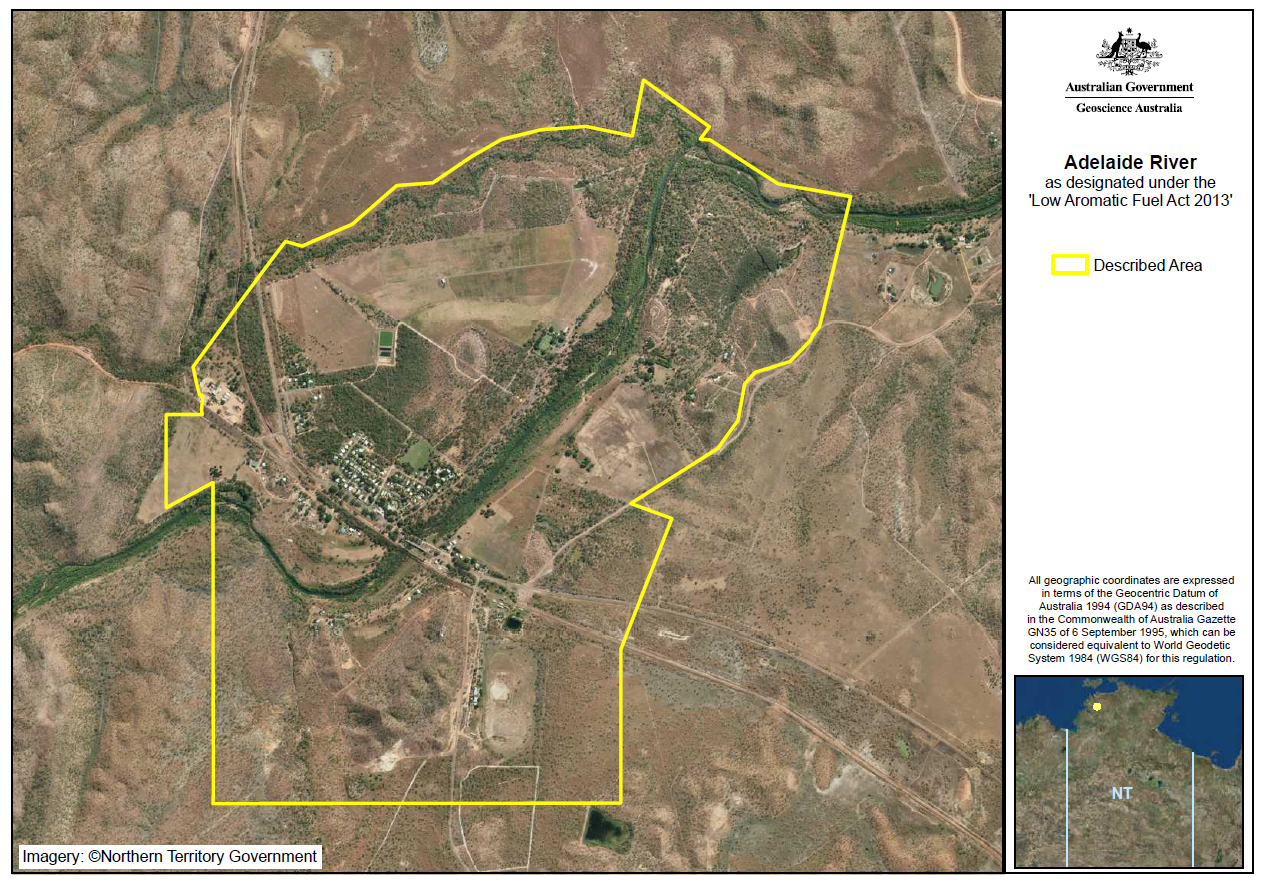 Australian Government
Geoscience Australia
Adelaide River
as designated under the
'Low Aromatic Fuel Act 2013'
Described Area
All geographic coordinates are expressed
in terms of the Geocentric Datum of
Australia 1994 (GDA94) as described
in the Commonwealth of Australia Gazette
GN35 of 6 September 1995, which can be
considered equivalent to World Geodetic
System 1984 (WGS84) for this regulation.
NT
Imagery: ©Northern Territory Government